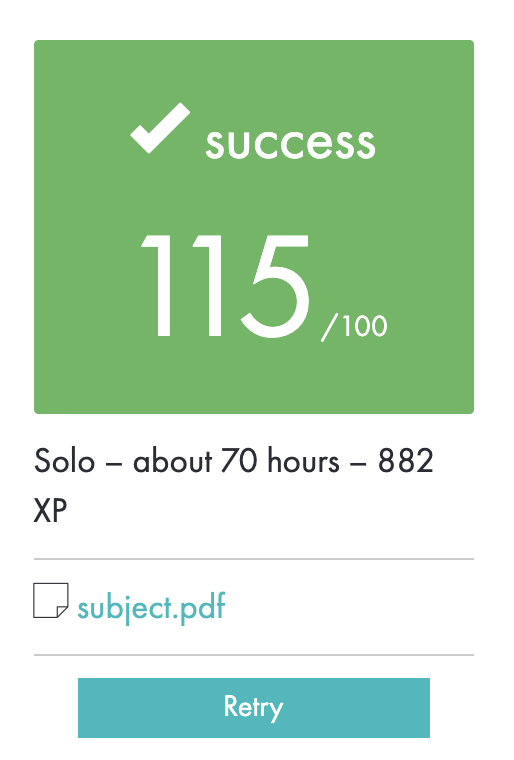 success
115/100
Solo – about 70 hours – 882
XP
subject.pdf
Retry